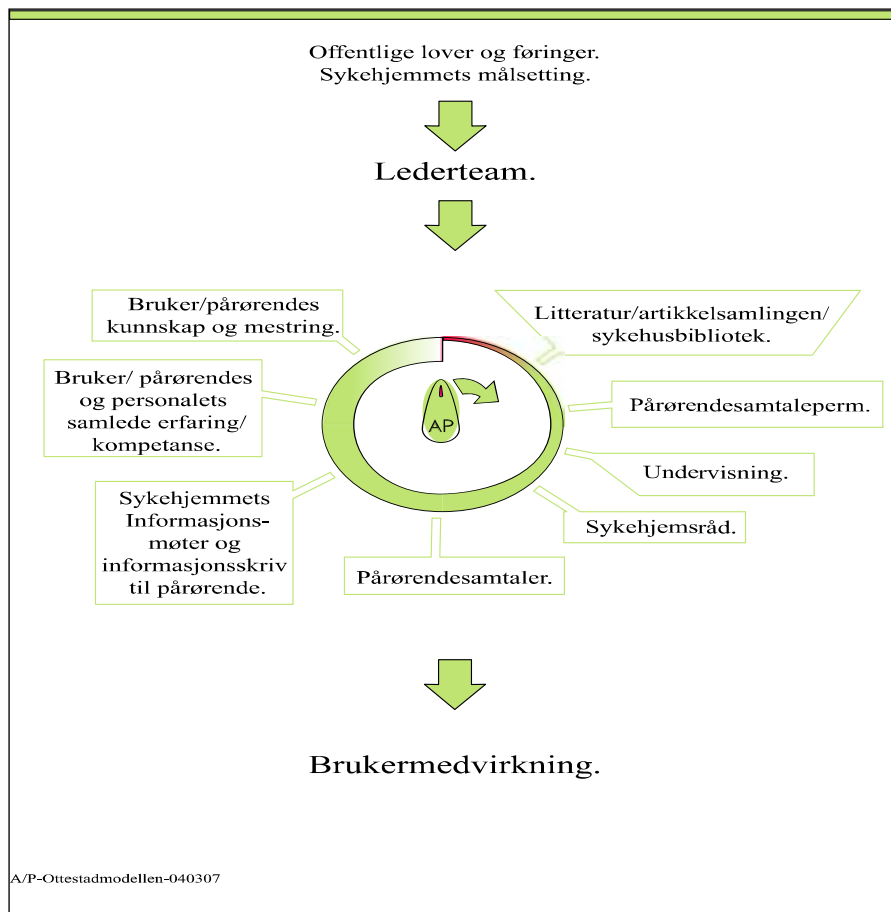 Offentlige lover og føringer.
Sykehjemmets målsetting.
Lederteam.
Bruker/pårørendes
kunnskap og mestring.
Litteratur/artikkelsamlingen/
sykehusbibliotek.
Bruker/ pårørendes
og personalets
samlede erfaring/
kompetanse.
AP
Pårørendesamtaleperm.
Undervisning.
Sykehjemsråd.
Sykehjemmets
Informasjons-
møter og
informasjonsskriv
til pårørende.
Pårørendesamtaler.
Brukermedvirkning.
A/P-Ottestadmodellen-040307